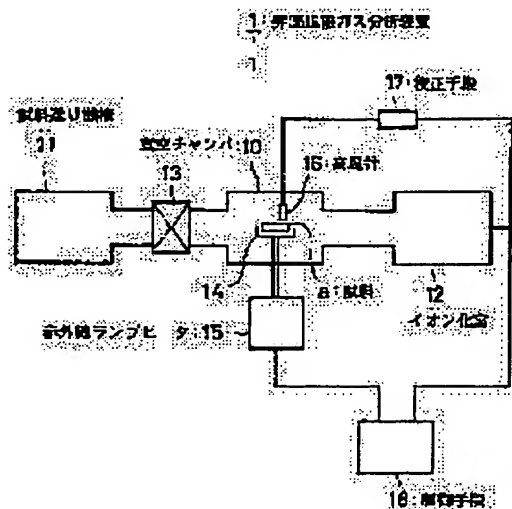 1:昇温脱離ガス分析装置
17:校正手段
試料送り機構
11
真空チャンバ:10
13
16:高温計
14
8:試料
12
イオン化室
赤外線ランプヒータ:15
18:制御手段